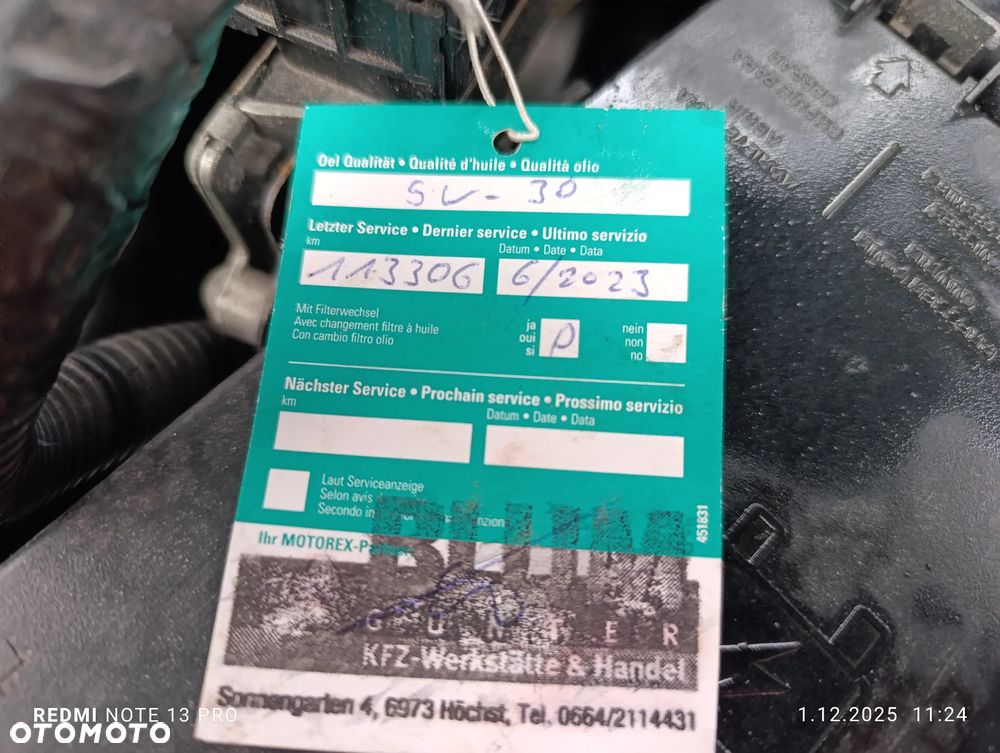 Oel Qualität • Qualité d'huile • Qualità olio
5W-30
Letzter Service • Dernier service • Ultimo servizio
km Datum • Date • Data
113306 6/2023
Mit Filterwechsel
Avec changement filtre à huile
Con cambio filtro olio
ja
oui
si
nein
non
no
Nächster Service • Prochain service • Prossimo servizio
km Datum • Date • Data
Laut Serviceanzeige
Selon avis
Secondo
451831
Ihr MOTOREX-Partner
BLUM
GUNTER
KFZ-Werkstätte & Handel
Sonnengarten 4, 6973 Höchst, Tel. 0664/2114431
REDMI NOTE 13 PRO
1.12.2025 11:24
OTOMOTO